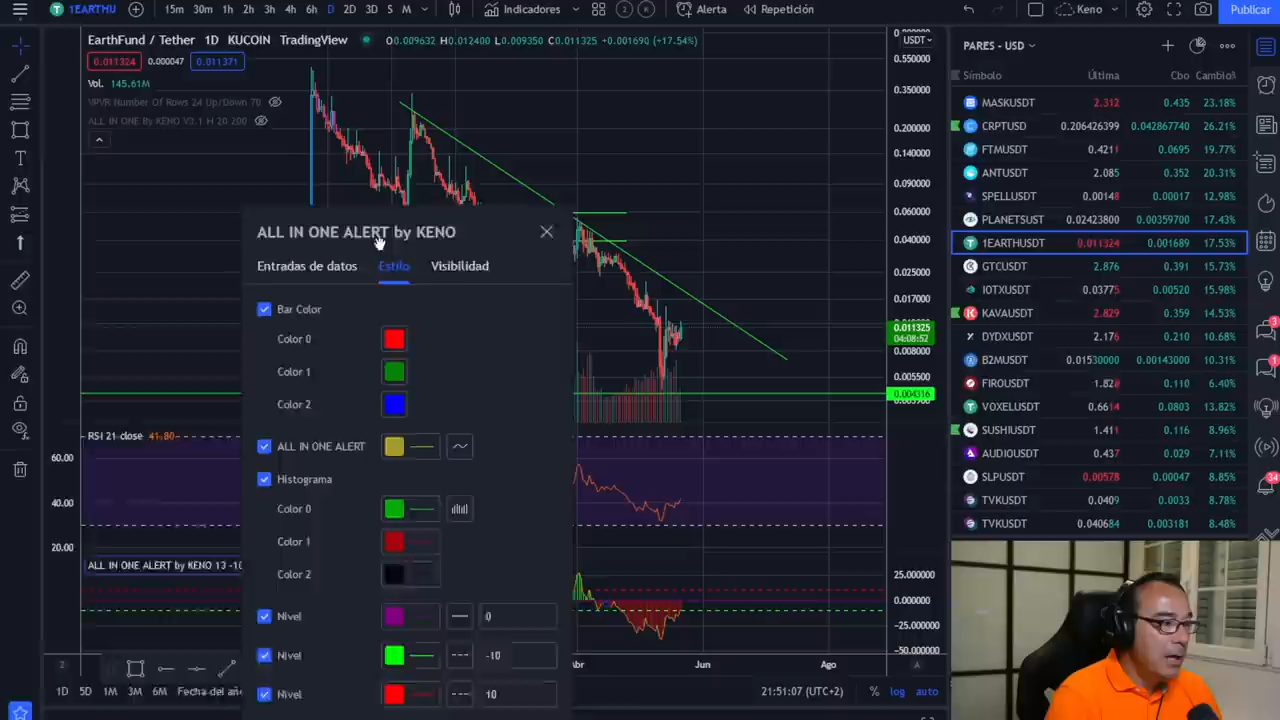 1EARTHU
15m 30m 1h 2h 3h 4h 6h D 2D 3D S M
Indicadores
Alerta
Repetición
Keno
Publicar
EarthFund / Tether 1D KUCOIN TradingView
O0.009632 H0.012400 L0.009350 C0.011325 +0.001690 (+17.54%)
0.011324 0.000047 0.011371
Vol. 145.61M
VPVR Number Of Rows 24 Up/Down 70
ALL IN ONE By KENO V3.1 H 20 200
USDT
0.550000
0.350000
0.200000
0.140000
0.090000
0.060000
0.040000
0.025000
0.017000
0.011325
04:08:52
0.008000
0.005500
0.004316
ALL IN ONE ALERT by KENO
Entradas de datos Estilo Visibilidad
Bar Color
Color 0
Color 1
Color 2
ALL IN ONE ALERT
Histograma
Color 0
Color 1
Color 2
Nivel 0
Nivel -10
Nivel 10
RSI 21 close 41.80
60.00
40.00
20.00
ALL IN ONE ALERT by KENO 13 -10
25.000000
0.000000
-25.000000
-50.000000
Abr Jun Ago
1D 5D 1M 3M 6M Fecha del año
21:51:07 (UTC+2) % log auto
PARES - USD
Símbolo Última Cbo Cambio%
MASKUSDT 2.312 0.435 23.18%
CRPTUSD 0.206426399 0.042867740 26.21%
FTMUSDT 0.4211 0.0695 19.77%
ANTUSDT 2.085 0.352 20.31%
SPELLUSDT 0.00148 0.00017 12.98%
PLANETSUST 0.02423800 0.00359700 17.43%
1EARTHUSDT 0.011324 0.001689 17.53%
GTCUSDT 2.876 0.391 15.73%
IOTXUSDT 0.03775 0.00520 15.98%
KAVAUSDT 2.829 0.359 14.53%
DYDXUSDT 2.176 0.210 10.68%
B2MUSDT 0.01530000 0.00143000 10.31%
FIROUSDT 1.828 0.110 6.40%
VOXELUSDT 0.6614 0.0803 13.82%
SUSHIUSDT 1.411 0.116 8.96%
AUDIOUSDT 0.437 0.029 7.11%
SLPUSDT 0.00578 0.00047 8.85%
TVKUSDT 0.0409 0.0033 8.78%
TVKUSDT 0.040684 0.003181 8.48%
3
1
34